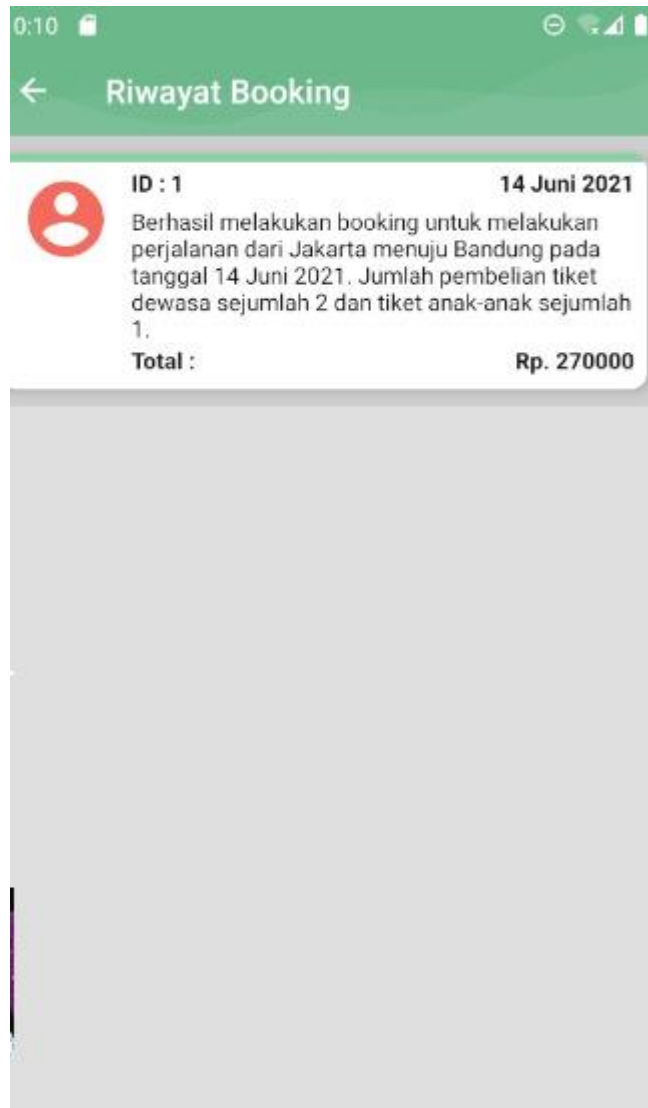 0:10
Riwayat Booking
ID : 1 14 Juni 2021
Berhasil melakukan booking untuk melakukan
perjalanan dari Jakarta menuju Bandung pada
tanggal 14 Juni 2021. Jumlah pembelian tiket
dewasa sejumlah 2 dan tiket anak-anak sejumlah
1.
Total : Rp. 270000